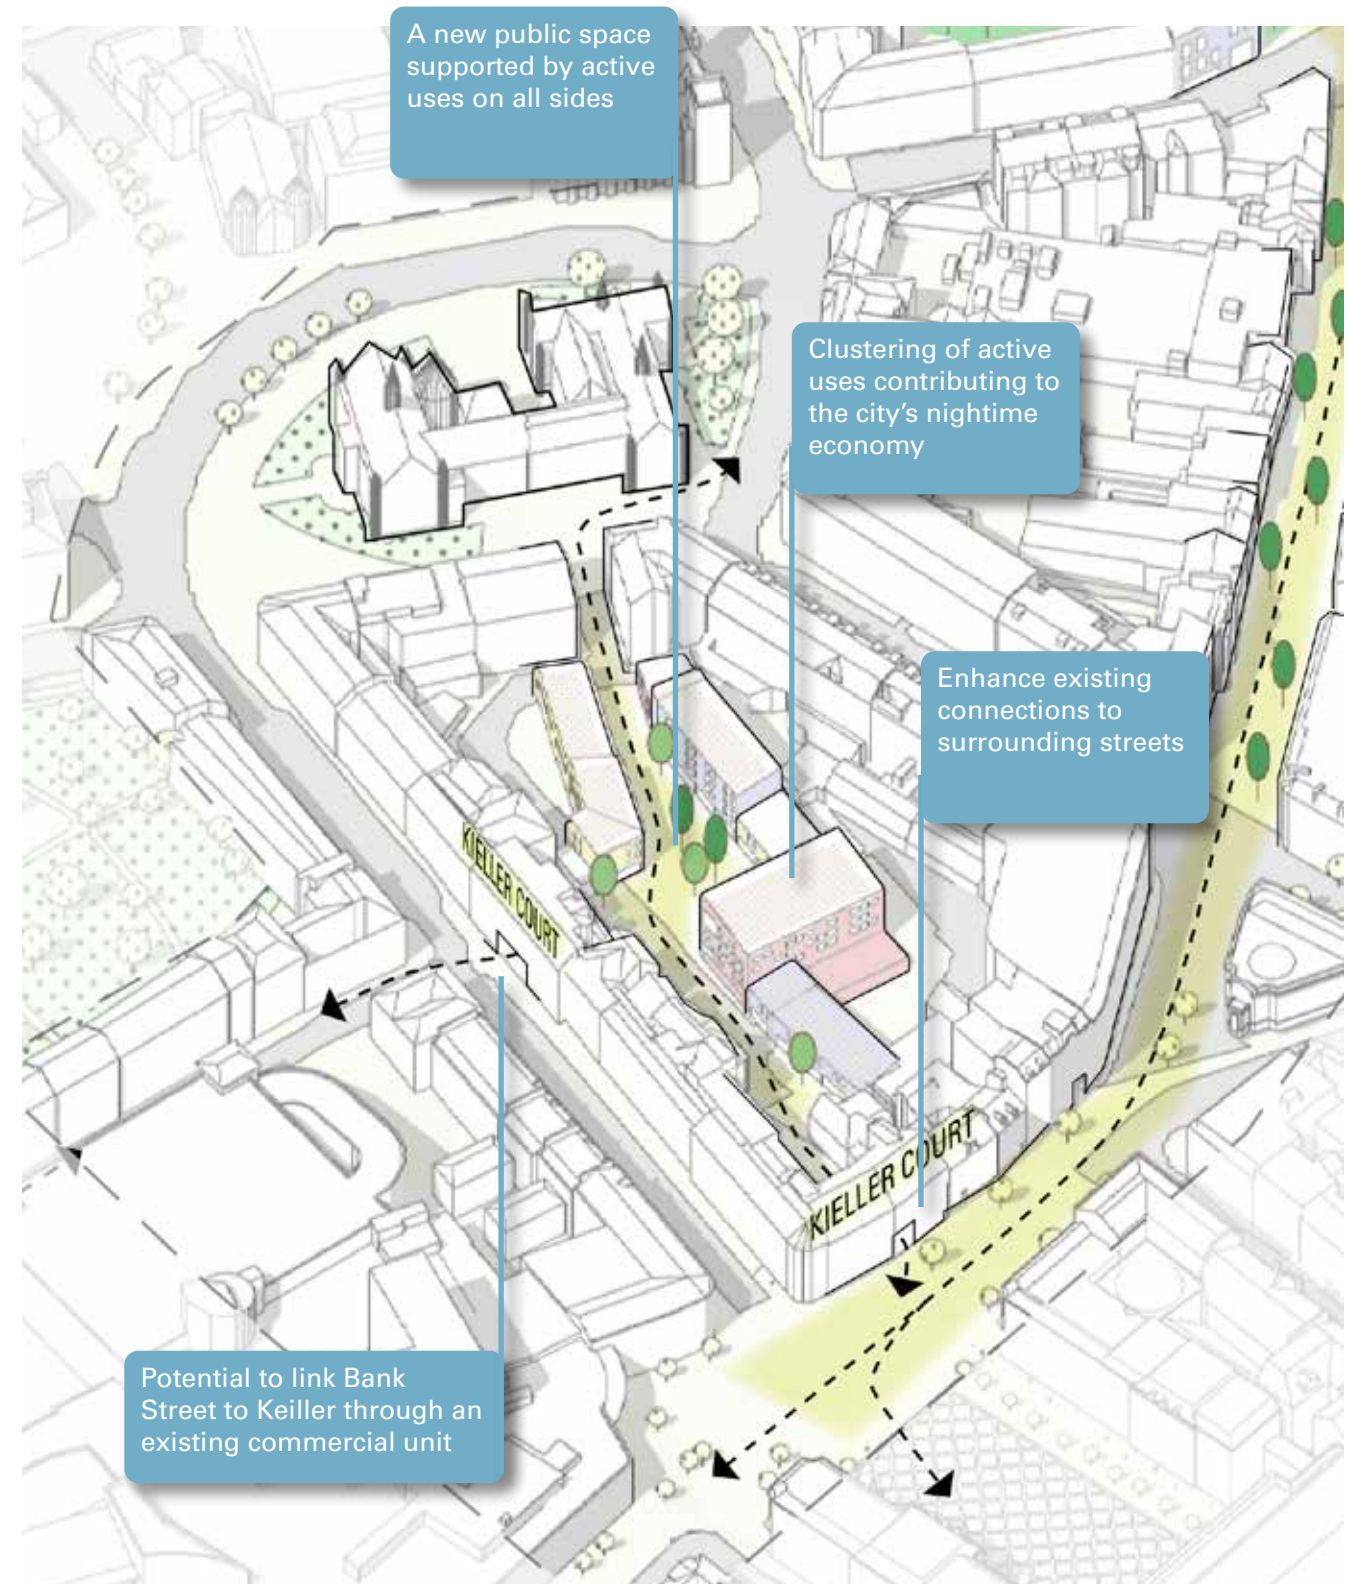 A new public space
supported by active
uses on all sides
Clustering of active
uses contributing to
the city's nightime
economy
Enhance existing
connections to
surrounding streets
KIELLER COURT
KIELLER COURT
Potential to link Bank
Street to Keiller through an
existing commercial unit